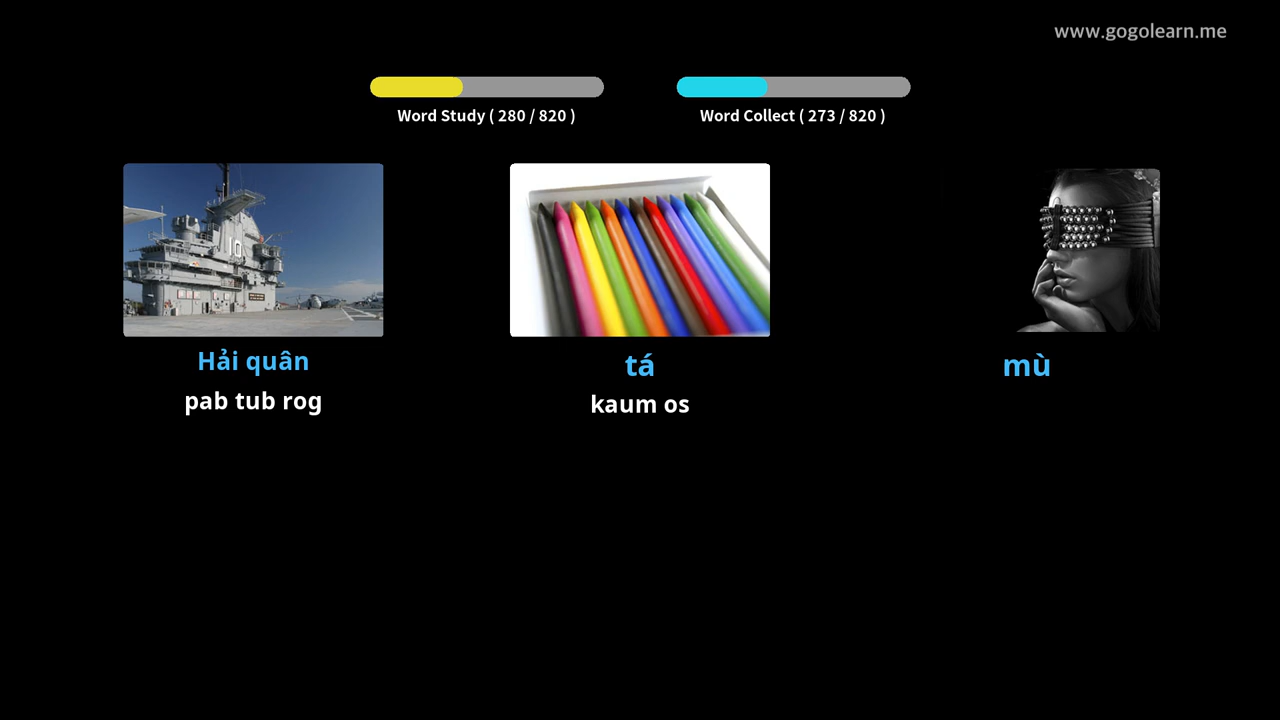 www.gogolearn.me
Word Study ( 280 / 820 )
Word Collect ( 273 / 820 )
10
Hải quân
tá
mù
pab tub rog
kaum os